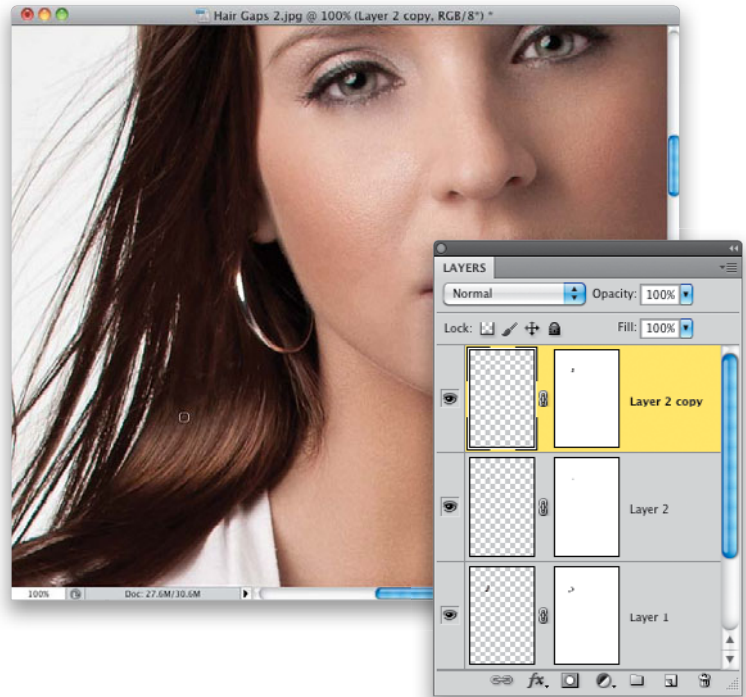 Hair Gaps 2.jpg @ 100% (Layer 2 copy, RGB/8*) *
LAYERS
Normal Opacity: 100%
Lock: Fill: 100%
Layer 2 copy
Layer 2
Layer 1
100% Doc: 27.6M/30.6M
fx.